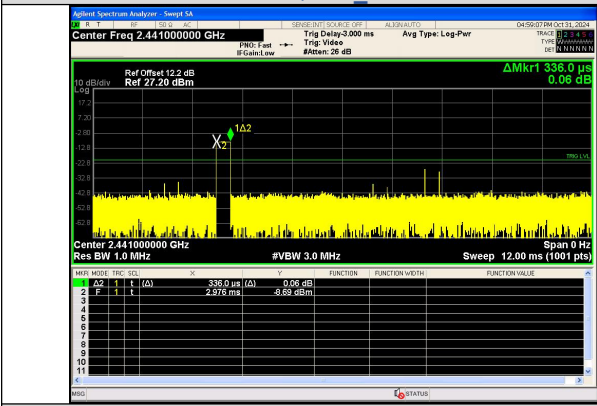 Agilent Spectrum Analyzer - Swept SA
R T RF 50 Ω AC SENSE:INT SOURCE OFF ALIGN AUTO 04:59:07 PM Oct 31, 2024
Center Freq 2.441000000 GHz
PNO: Fast
IFGain:Low
Trig Delay-3.000 ms
Trig: Video
#Atten: 26 dB
Avg Type: Log-Pwr
TRACE 1 2 3 4 5 6
TYPE
DET N N N N N N
ΔMkr1 336.0 µs
0.06 dB
Ref Offset 12.2 dB
10 dB/div Ref 27.20 dBm
Log
17.2
7.20
-2.80
-12.8
-22.8
-32.8
-42.8
-52.8
-62.8
1Δ2
X2
TRIG LVL
Center 2.441000000 GHz Span 0 Hz
Res BW 1.0 MHz #VBW 3.0 MHz Sweep 12.00 ms (1001 pts)
MKR MODE TRC SCL X Y FUNCTION FUNCTION WIDTH FUNCTION VALUE
1 Δ2 1 t (Δ) 336.0 µs (Δ) 0.06 dB
2 F 1 t 2.976 ms -8.69 dBm
3
4
5
6
7
8
9
10
11
MSG STATUS